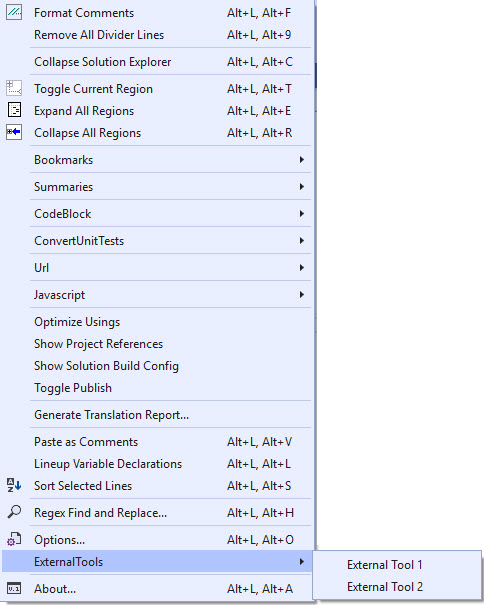 Format Comments Alt+L, Alt+F
Remove All Divider Lines Alt+L, Alt+9
Collapse Solution Explorer Alt+L, Alt+C
Toggle Current Region Alt+L, Alt+T
Expand All Regions Alt+L, Alt+E
Collapse All Regions Alt+L, Alt+R
Bookmarks
Summaries
CodeBlock
ConvertUnitTests
Url
Javascript
Optimize Usings
Show Project References
Show Solution Build Config
Toggle Publish
Generate Translation Report...
Paste as Comments Alt+L, Alt+V
Lineup Variable Declarations Alt+L, Alt+L
Sort Selected Lines Alt+L, Alt+S
Regex Find and Replace... Alt+L, Alt+H
Options... Alt+L, Alt+O
ExternalTools
External Tool 1
External Tool 2
About... Alt+L, Alt+A